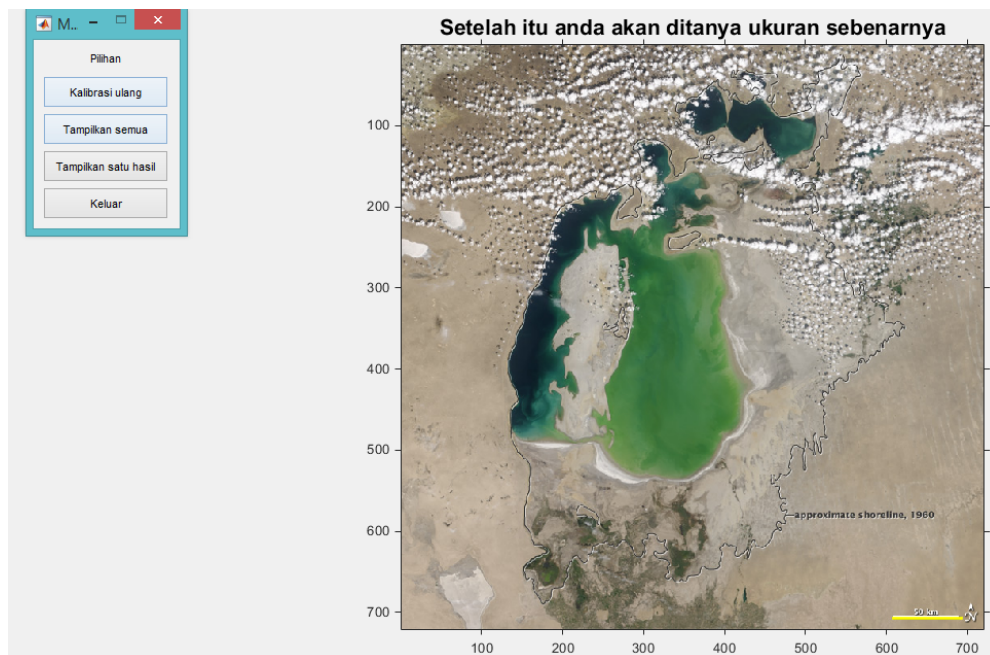 M..
Pilihan
Kalibrasi ulang
Tampilkan semua
Tampilkan satu hasil
Keluar
Setelah itu anda akan ditanya ukuran sebenarnya
100
200
300
400
500
600
700
approximate shoreline, 1960
50 km
N
100
200
300
400
500
600
700